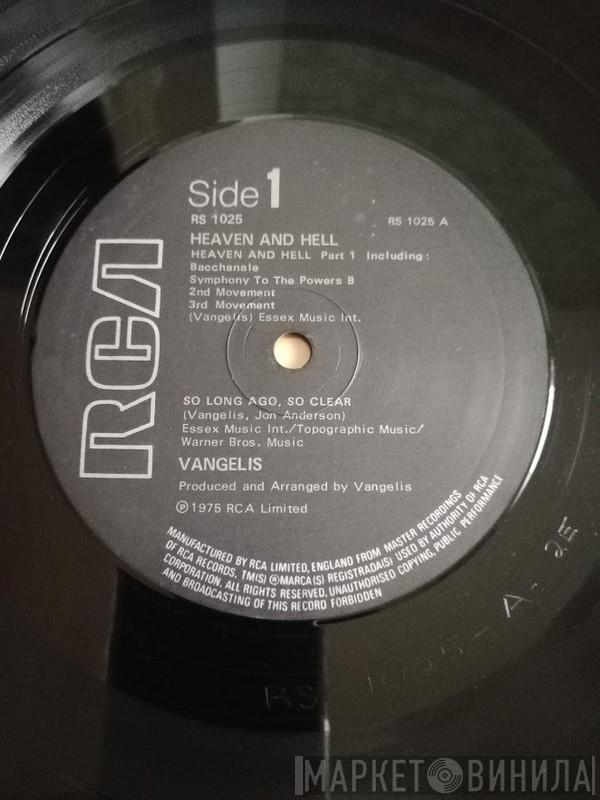 Side 1
RS 1025
RS 1025 A
HEAVEN AND HELL
HEAVEN AND HELL Part 1 Including:
Bacchanale
Symphony To The Powers B
2nd Movement
3rd Movement
(Vangelis) Essex Music Int.
RCA
SO LONG AGO, SO CLEAR
(Vangelis, Jon Anderson)
Essex Music Int./Topographic Music/
Warner Bros. Music
VANGELIS
Produced and Arranged by Vangelis
Ⓟ1975 RCA Limited
MANUFACTURED BY RCA LIMITED, ENGLAND FROM MASTER RECORDINGS
OF RCA RECORDS. TM(S) ® MARCA(S) REGISTRADA(S) USED BY AUTHORITY OF RCA
CORPORATION. ALL RIGHTS RESERVED, UNAUTHORISED COPYING, PUBLIC PERFORMANCE
AND BROADCASTING OF THIS RECORD FORBIDDEN
RS 1025 - A - 2E
МАРКЕТ ВИНИЛА